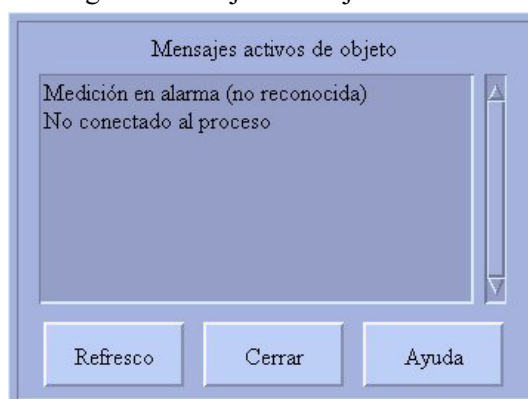 Mensajes activos de objeto
Medición en alarma (no reconocida)
No conectado al proceso
Refresco Cerrar Ayuda